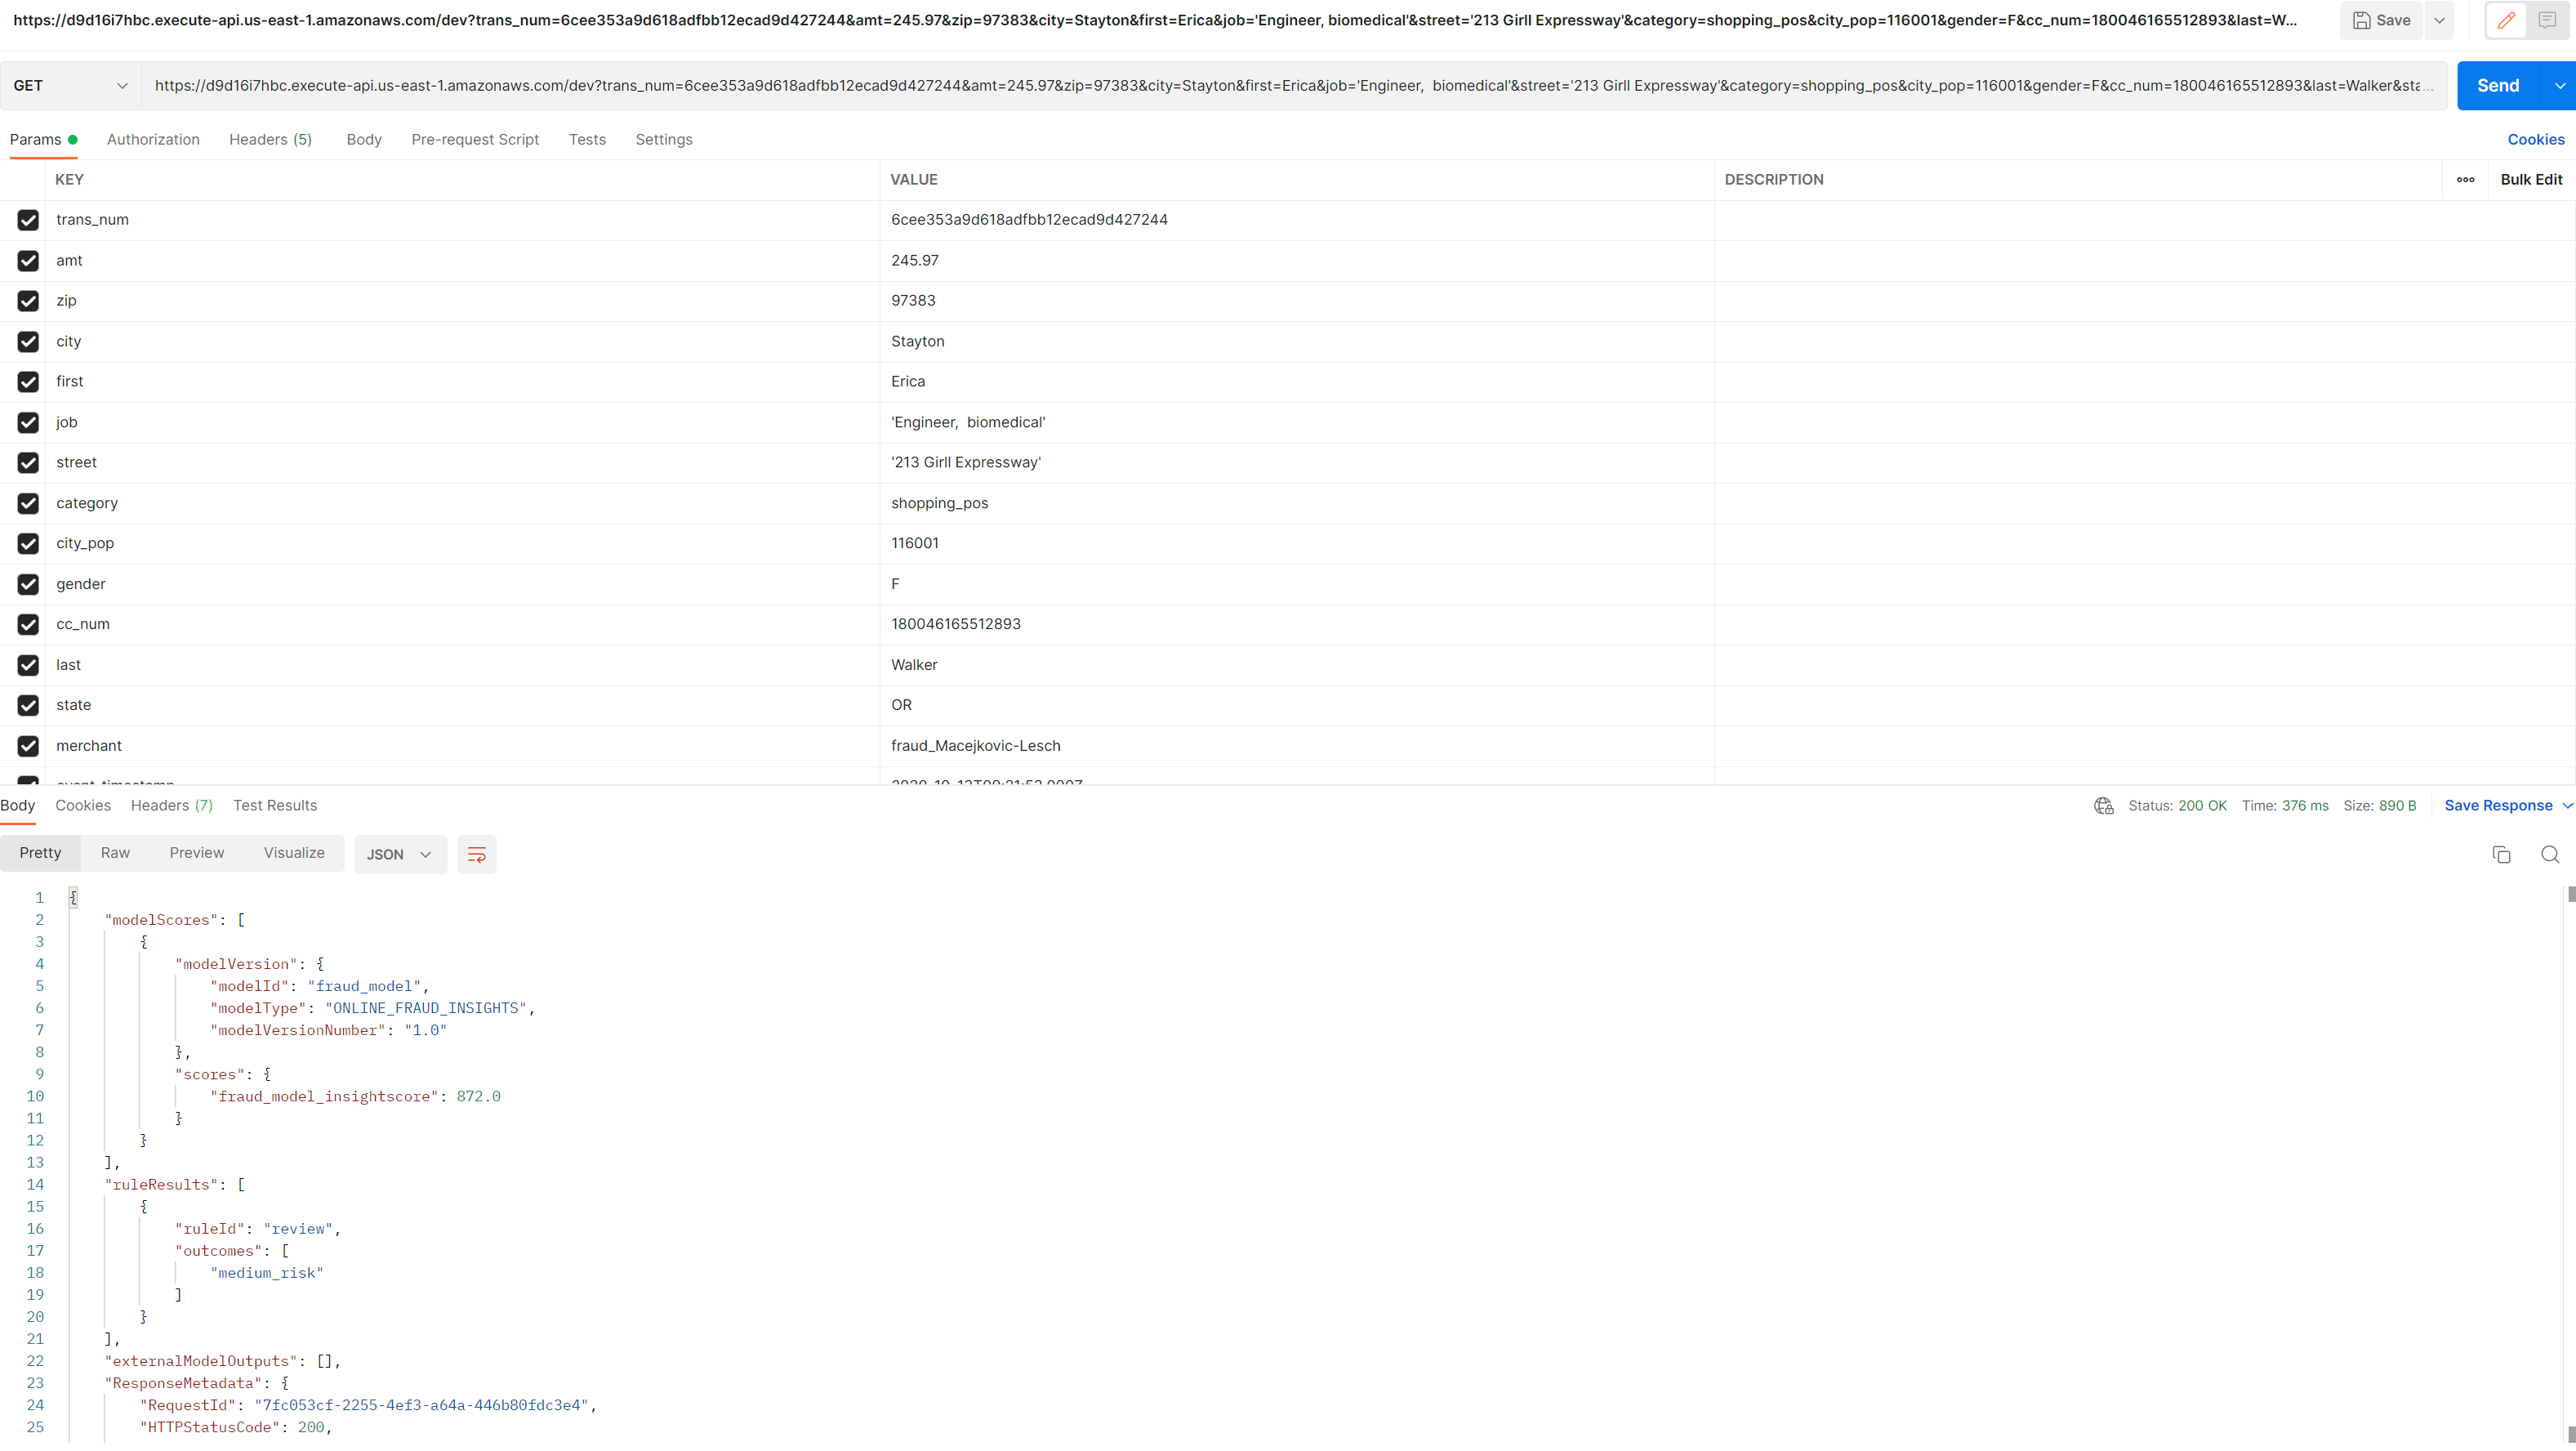 https://d9d16i7hbc.execute-api.us-east-1.amazonaws.com/dev?trans_num=6cee353a9d618adfbb12ecad9d427244&amt=245.97&zip=97383&city=Stayton&first=Erica&job='Engineer, biomedical'&street='213 Girll Expressway'&category=shopping_pos&city_pop=116001&gender=F&cc_num=180046165512893&last=W... Save
GET https://d9d16i7hbc.execute-api.us-east-1.amazonaws.com/dev?trans_num=6cee353a9d618adfbb12ecad9d427244&amt=245.97&zip=97383&city=Stayton&first=Erica&job='Engineer,  biomedical'&street='213 Girll Expressway'&category=shopping_pos&city_pop=116001&gender=F&cc_num=180046165512893&last=Walker&sta... Send
Params Authorization Headers (5) Body Pre-request Script Tests Settings Cookies
KEY VALUE DESCRIPTION ooo Bulk Edit
trans_num 6cee353a9d618adfbb12ecad9d427244
amt 245.97
zip 97383
city Stayton
first Erica
job 'Engineer,  biomedical'
street '213 Girll Expressway'
category shopping_pos
city_pop 116001
gender F
cc_num 180046165512893
last Walker
state OR
merchant fraud_Macejkovic-Lesch
Body Cookies Headers (7) Test Results Status: 200 OK Time: 376 ms Size: 890 B Save Response
Pretty Raw Preview Visualize JSON
1 {
2 "modelScores": [
3 {
4 "modelVersion": {
5 "modelId": "fraud_model",
6 "modelType": "ONLINE_FRAUD_INSIGHTS",
7 "modelVersionNumber": "1.0"
8 },
9 "scores": {
10 "fraud_model_insightscore": 872.0
11 }
12 }
13 ],
14 "ruleResults": [
15 {
16 "ruleId": "review",
17 "outcomes": [
18 "medium_risk"
19 ]
20 }
21 ],
22 "externalModelOutputs": [],
23 "ResponseMetadata": {
24 "RequestId": "7fc053cf-2255-4ef3-a64a-446b80fdc3e4",
25 "HTTPStatusCode": 200,